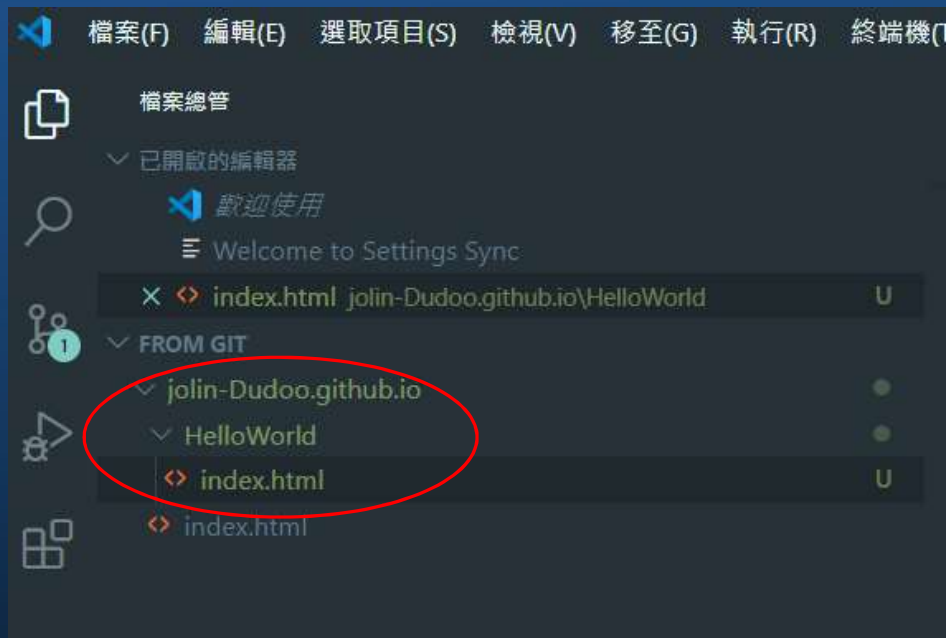 檔案(F) 編輯(E) 選取項目(S) 檢視(V) 移至(G) 執行(R) 終端機(T
檔案總管
已開啟的編輯器
歡迎使用
Welcome to Settings Sync
index.html jolin-Dudoo.github.io\HelloWorld U
1
FROM GIT
jolin-Dudoo.github.io
HelloWorld
index.html U
index.html